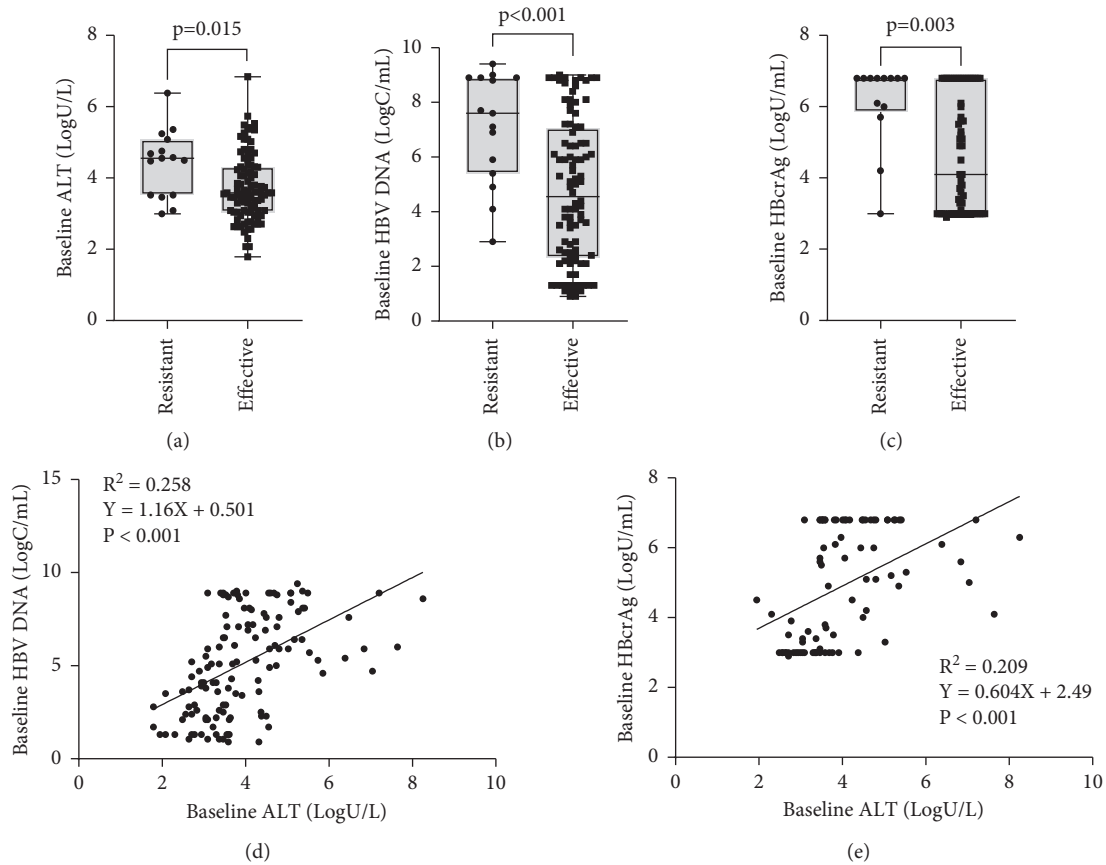 p=0.015
8
6
4
2
0
Baseline ALT (LogU/L)
Resistant
Effective
(a)
p<0.001
10
8
6
4
2
0
Baseline HBV DNA (LogC/mL)
Resistant
Effective
(b)
p=0.003
8
6
4
2
0
Baseline HBcrAg (LogU/mL)
Resistant
Effective
(c)
R² = 0.258
Y = 1.16X + 0.501
P < 0.001
15
10
5
0
Baseline HBV DNA (LogC/mL)
0 2 4 6 8 10
Baseline ALT (LogU/L)
(d)
8
6
4
2
0
Baseline HBcrAg (LogU/mL)
R² = 0.209
Y = 0.604X + 2.49
P < 0.001
0 2 4 6 8 10
Baseline ALT (LogU/L)
(e)